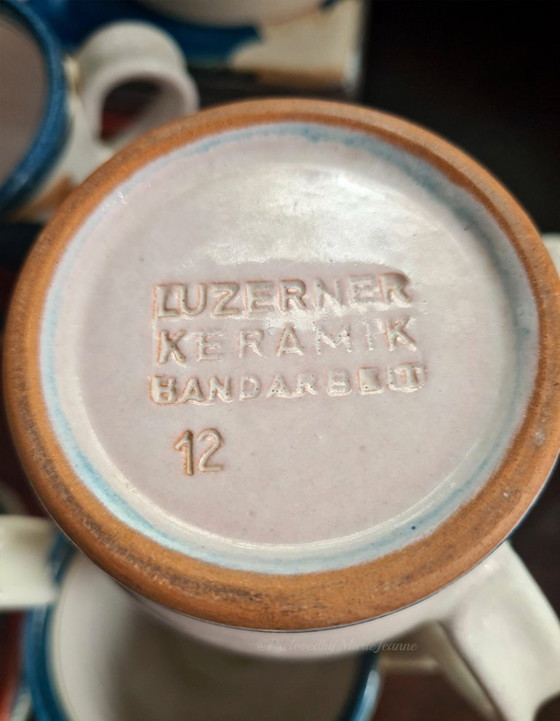 LUZERNER
KERAMIK
HANDARBEIT
12